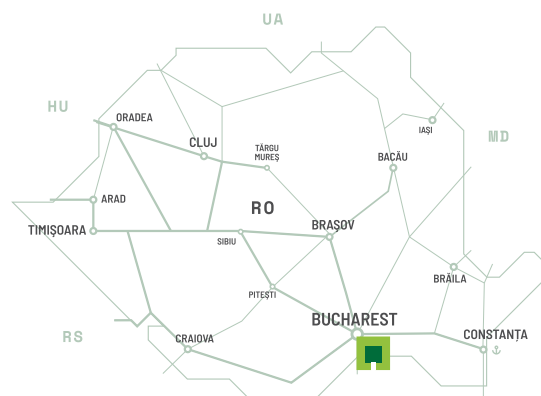 UA
HU
ORADEA
IAȘI
MD
CLUJ
TÂRGU
MUREȘ
BACĂU
ARAD
RO
TIMIȘOARA
BRAȘOV
SIBIU
BRĂILA
PITEȘTI
BUCHAREST
RS
CRAIOVA
CONSTANȚA